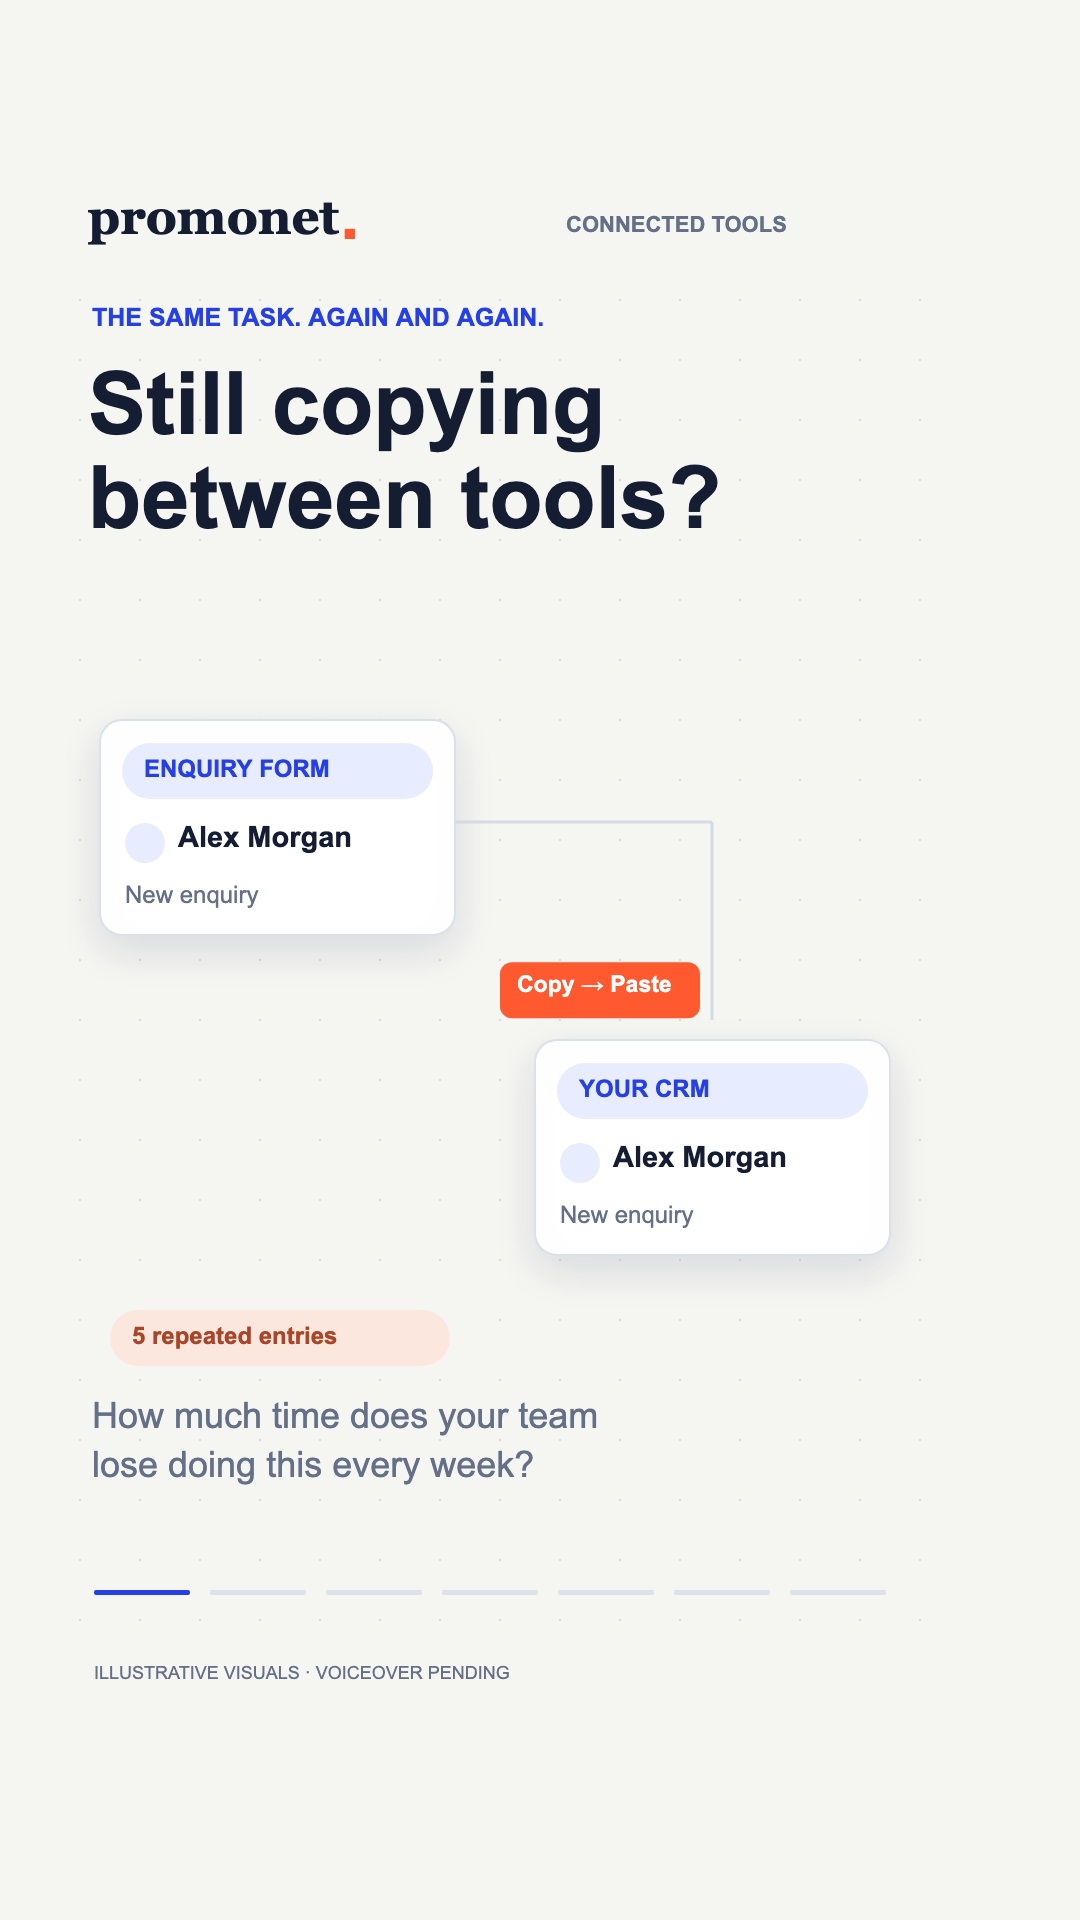 promonet.
CONNECTED TOOLS
THE SAME TASK. AGAIN AND AGAIN.
Still copying
between tools?
ENQUIRY FORM
Alex Morgan
New enquiry
Copy → Paste
YOUR CRM
Alex Morgan
New enquiry
5 repeated entries
How much time does your team
lose doing this every week?
ILLUSTRATIVE VISUALS · VOICEOVER PENDING